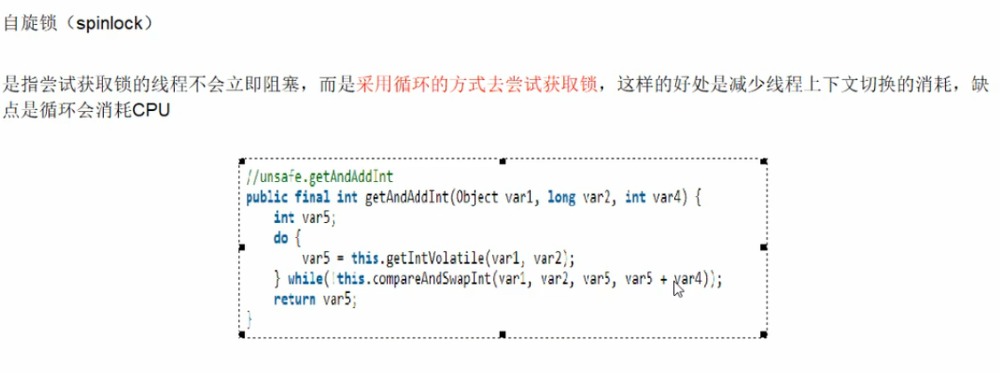 自旋锁（spinlock）
是指尝试获取锁的线程不会立即阻塞，而是采用循环的方式去尝试获取锁，这样的好处是减少线程上下文切换的消耗，缺
点是循环会消耗CPU
//unsafe.getAndAddInt
public final int getAndAddInt(Object var1, long var2, int var4) {
int var5;
do {
var5 = this.getIntVolatile(var1, var2);
} while(!this.compareAndSwapInt(var1, var2, var5, var5 + var4));
return var5;
}